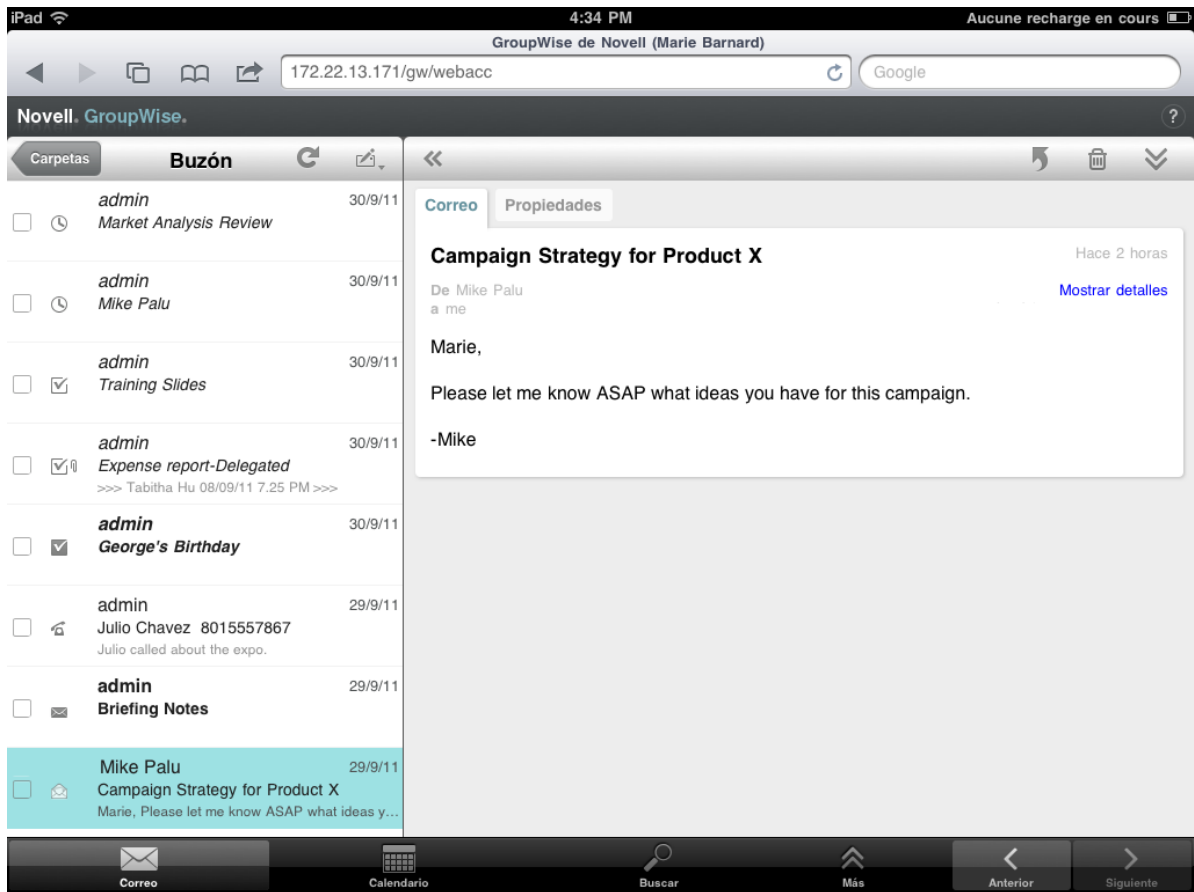 iPad
4:34 PM
Aucune recharge en cours
GroupWise de Novell (Marie Barnard)
172.22.13.171/gw/webacc
Google
Novell. GroupWise.
?
Carpetas
Buzón
admin 30/9/11
Market Analysis Review
admin 30/9/11
Mike Palu
admin 30/9/11
Training Slides
admin 30/9/11
Expense report-Delegated
>>> Tabitha Hu 08/09/11 7.25 PM >>>
admin 30/9/11
George's Birthday
admin 29/9/11
Julio Chavez 8015557867
Julio called about the expo.
admin 29/9/11
Briefing Notes
Mike Palu 29/9/11
Campaign Strategy for Product X
Marie, Please let me know ASAP what ideas y...
Correo
Propiedades
Campaign Strategy for Product X
Hace 2 horas
De Mike Palu
Mostrar detalles
a me
Marie,
Please let me know ASAP what ideas you have for this campaign.
-Mike
Correo
Calendario
Buscar
Más
Anterior
Siguiente